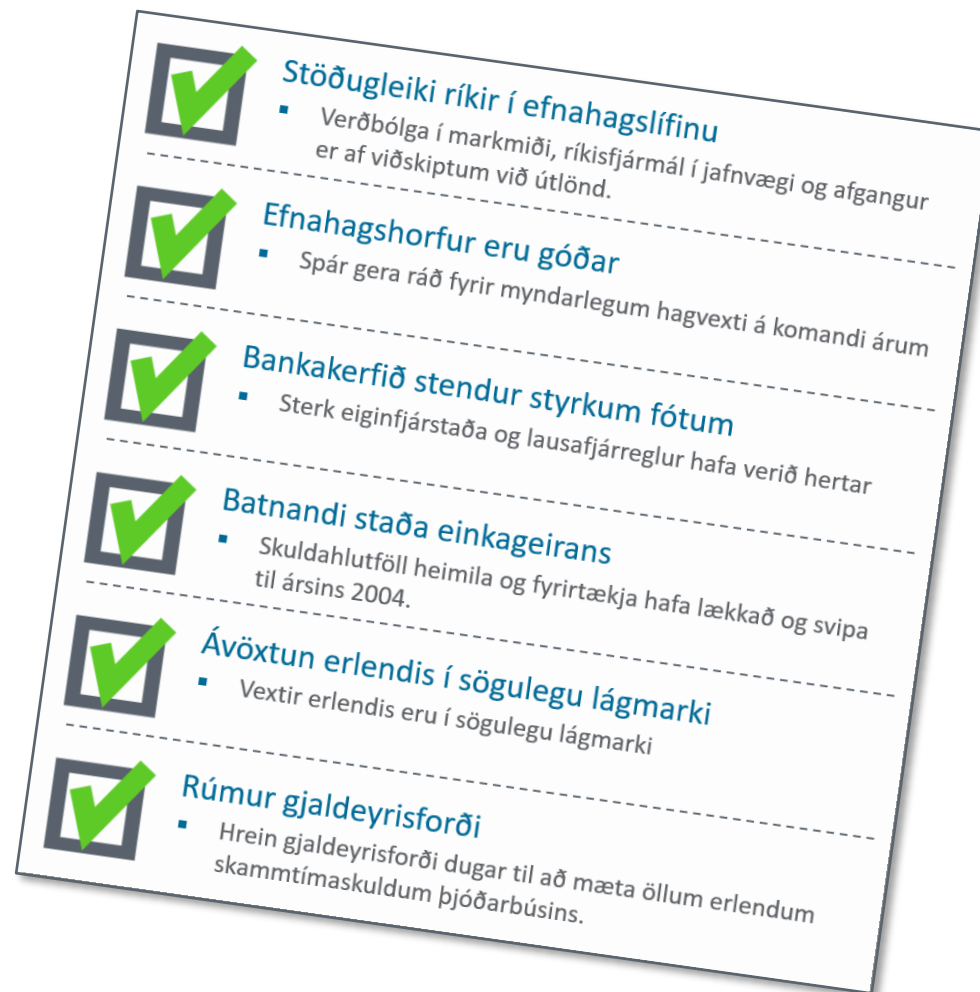 Stöðugleiki ríkir í efnahagslífinu
▪ Verðbólga í markmiði, ríkisfjármál í jafnvægi og afgangur
er af viðskiptum við útlönd.
Efnahagshorfur eru góðar
▪ Spár gera ráð fyrir myndarlegum hagvexti á komandi árum
Bankakerfið stendur styrkum fótum
▪ Sterk eiginfjárstaða og lausafjárreglur hafa verið hertar
Batnandi staða einkageirans
▪ Skuldahlutföll heimila og fyrirtækja hafa lækkað og svipa
til ársins 2004.
Ávöxtun erlendis í sögulegu lágmarki
▪ Vextir erlendis eru í sögulegu lágmarki
Rúmur gjaldeyrisforði
▪ Hrein gjaldeyrisforði dugar til að mæta öllum erlendum
skammtímaskuldum þjóðarbúsins.